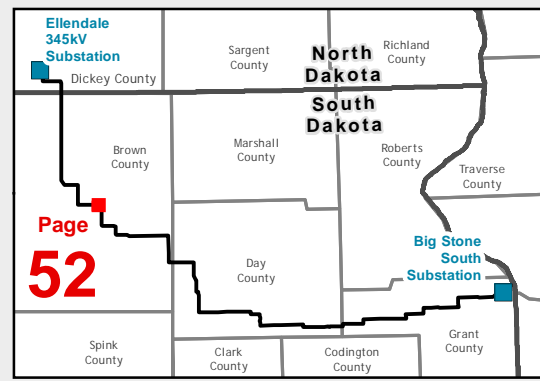 Ellendale
345kV
Substation
Dickey County
Sargent
County
North
Dakota
Richland
County
South
Dakota
Brown
County
Marshall
County
Roberts
County
Traverse
County
Page
52
Day
County
Big Stone
South
Substation
Spink
County
Clark
County
Codington
County
Grant
County